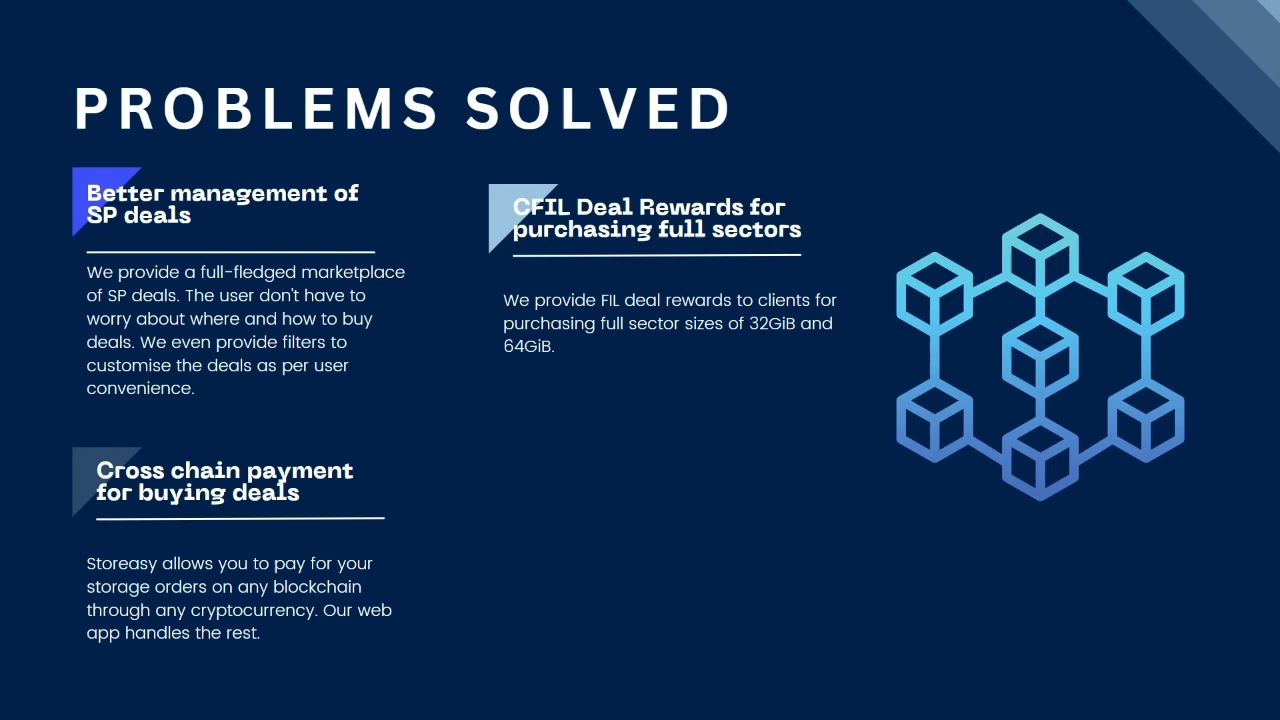 PROBLEMS SOLVED
Better management of
SP deals
We provide a full-fledged marketplace
of SP deals. The user don't have to
worry about where and how to buy
deals. We even provide filters to
customise the deals as per user
convenience.
CFIL Deal Rewards for
purchasing full sectors
We provide FIL deal rewards to clients for
purchasing full sector sizes of 32GiB and
64GiB.
Cross chain payment
for buying deals
Storeasy allows you to pay for your
storage orders on any blockchain
through any cryptocurrency. Our web
app handles the rest.